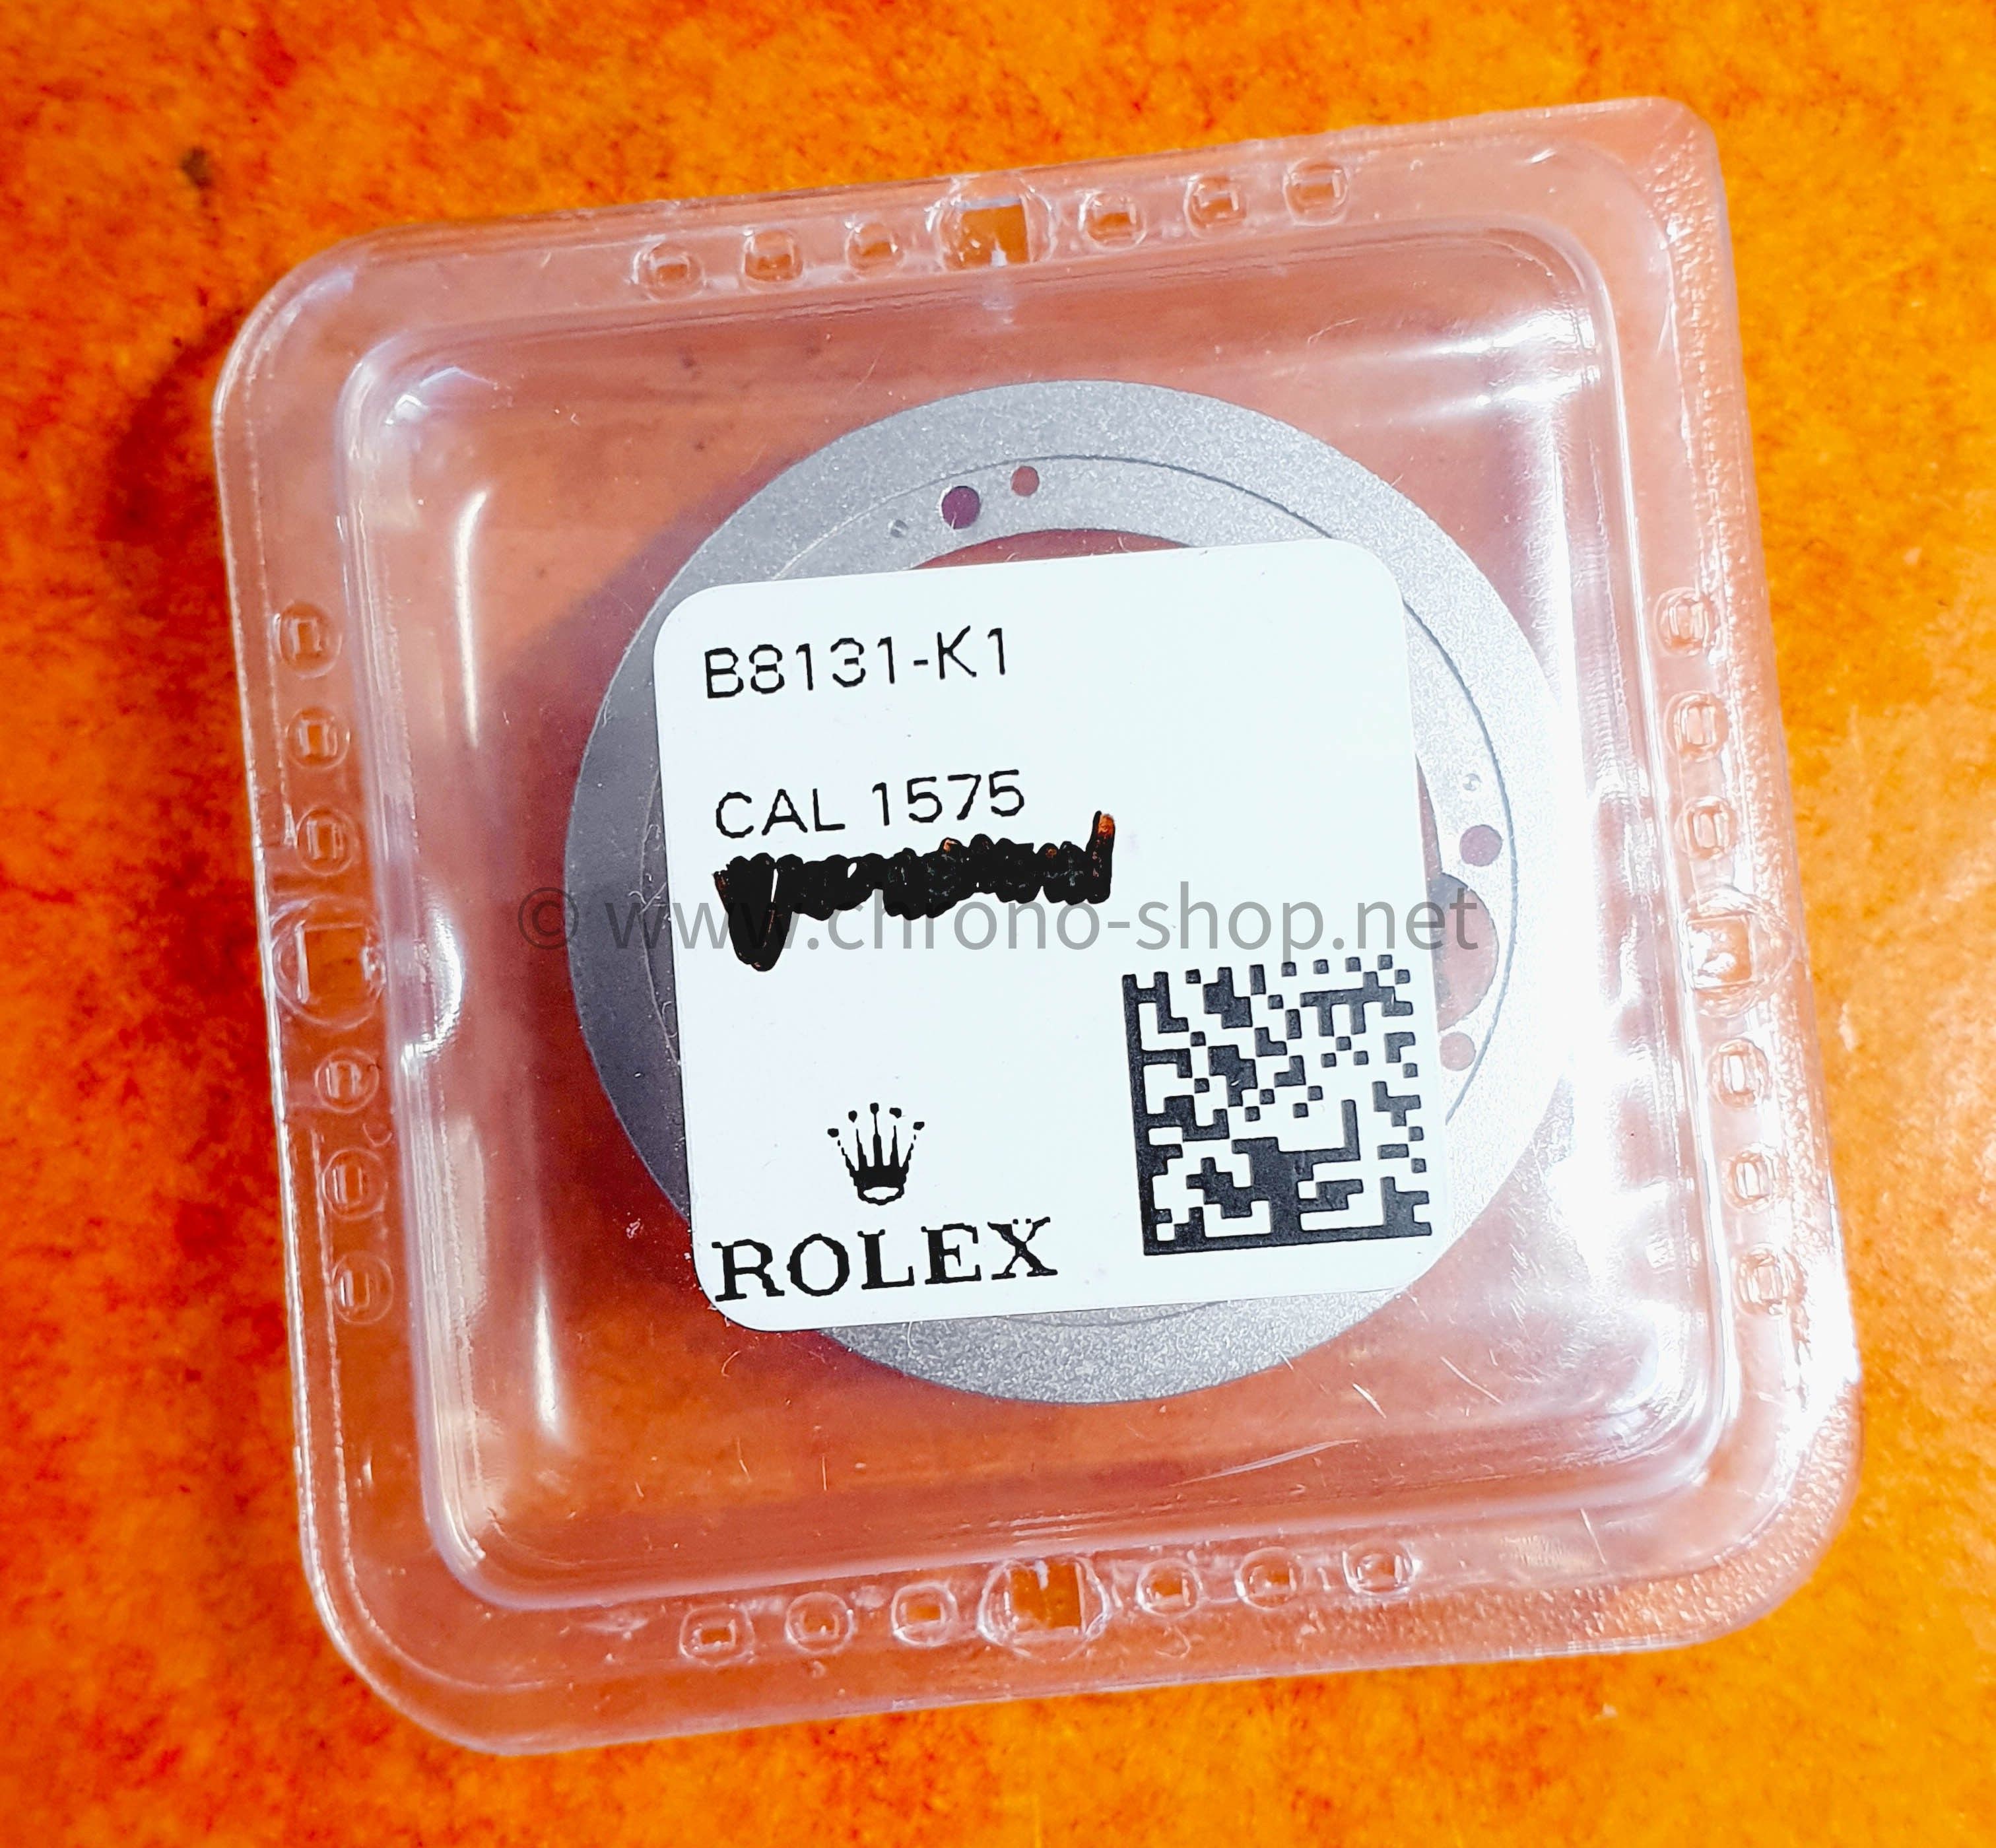 B8131-K1
CAL 1575
© www.chrono-shop.net
ROLEX